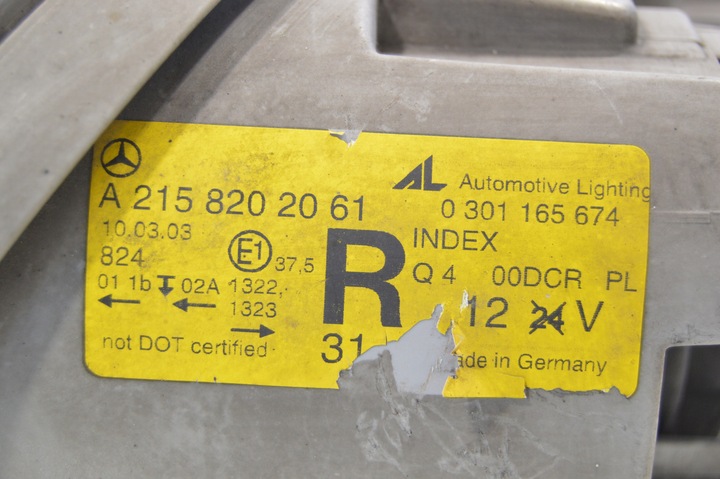 A 215 820 20 61
AL Automotive Lighting
0 301 165 674
10.03.03
824
E1 37,5
R
INDEX
Q 4 00DCR PL
01 1b 02A 1322,
1323
12 24 V
not DOT certified
31
ade in Germany